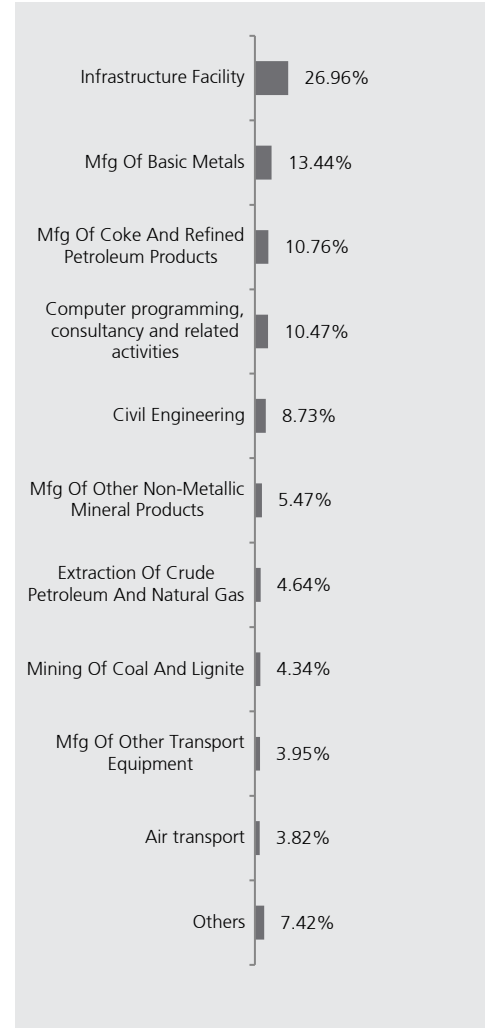 Infrastructure Facility 26.96%
Mfg Of Basic Metals 13.44%
Mfg Of Coke And Refined
Petroleum Products 10.76%
Computer programming,
consultancy and related
activities 10.47%
Civil Engineering 8.73%
Mfg Of Other Non-Metallic
Mineral Products 5.47%
Extraction Of Crude
Petroleum And Natural Gas 4.64%
Mining Of Coal And Lignite 4.34%
Mfg Of Other Transport
Equipment 3.95%
Air transport 3.82%
Others 7.42%